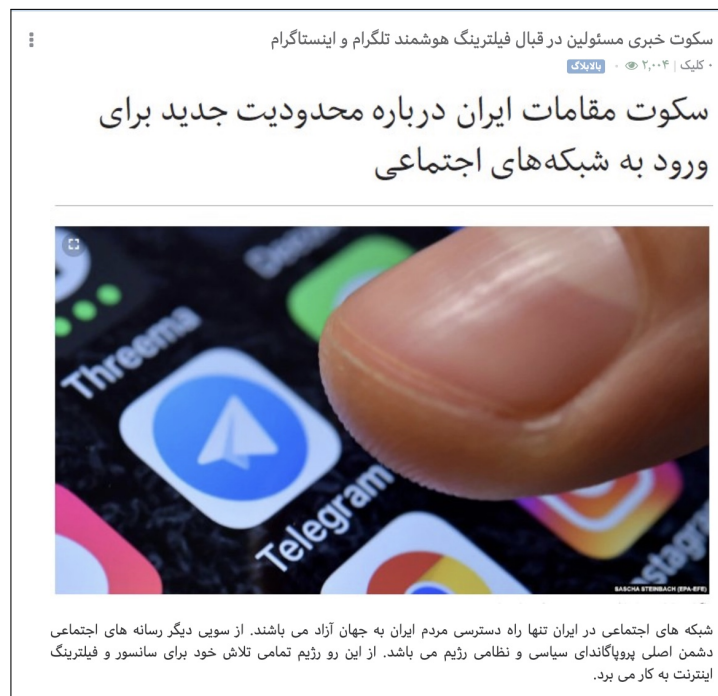 سکوت خبری مسئولین در قبال فیلترینگ هوشمند تلگرام و اینستاگرام
۰ کلیک | ۲,۰۰۴ بالابلاگ
سکوت مقامات ایران درباره محدودیت جدید برای
ورود به شبکه‌های اجتماعی
Threema
Telegram
SASCHA STEINBACH (EPA-EFE)
شبکه های اجتماعی در ایران تنها راه دسترسی مردم ایران به جهان آزاد می باشند. از سویی دیگر رسانه های اجتماعی
دشمن اصلی پروپاگاندای سیاسی و نظامی رژیم می باشد. از این رو رژیم تمامی تلاش خود برای سانسور و فیلترینگ
اینترنت به کار می برد.